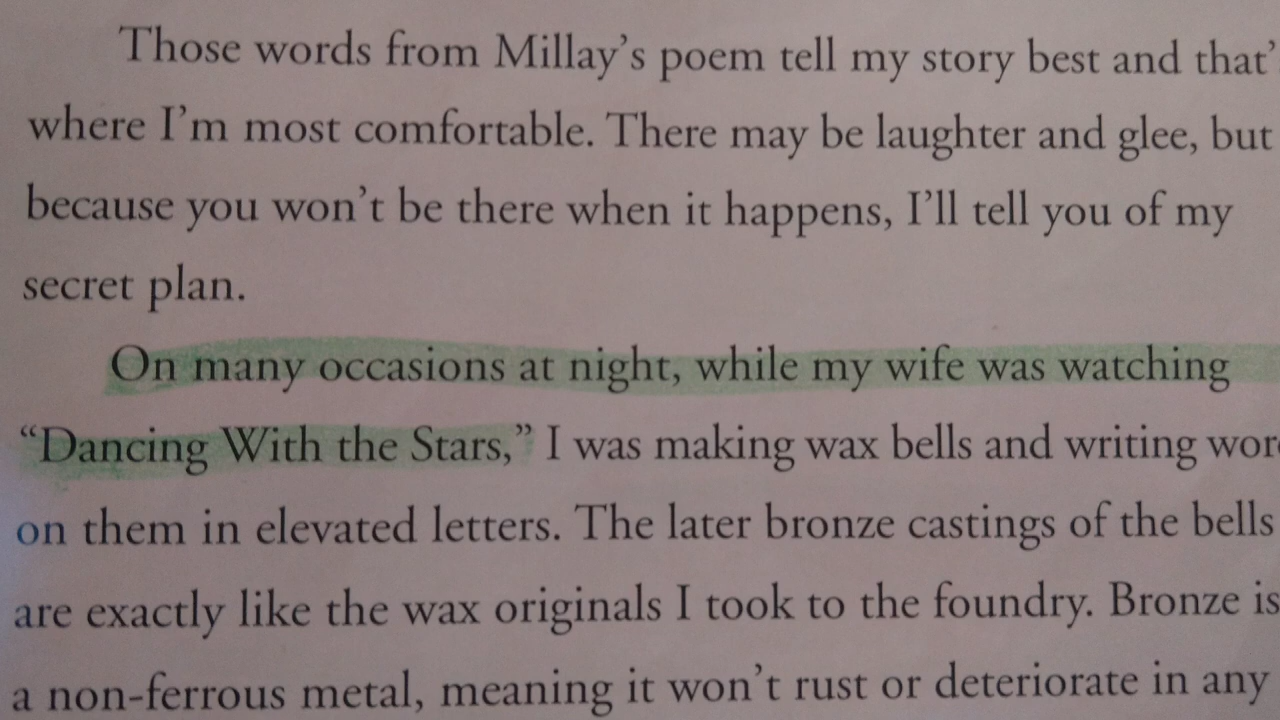 Those words from Millay’s poem tell my story best and that’
where I’m most comfortable. There may be laughter and glee, but
because you won’t be there when it happens, I’ll tell you of my
secret plan.
On many occasions at night, while my wife was watching
“Dancing With the Stars,” I was making wax bells and writing
on them in elevated letters. The later bronze castings of the bells
are exactly like the wax originals I took to the foundry. Bronze is
a non-ferrous metal, meaning it won’t rust or deteriorate in any